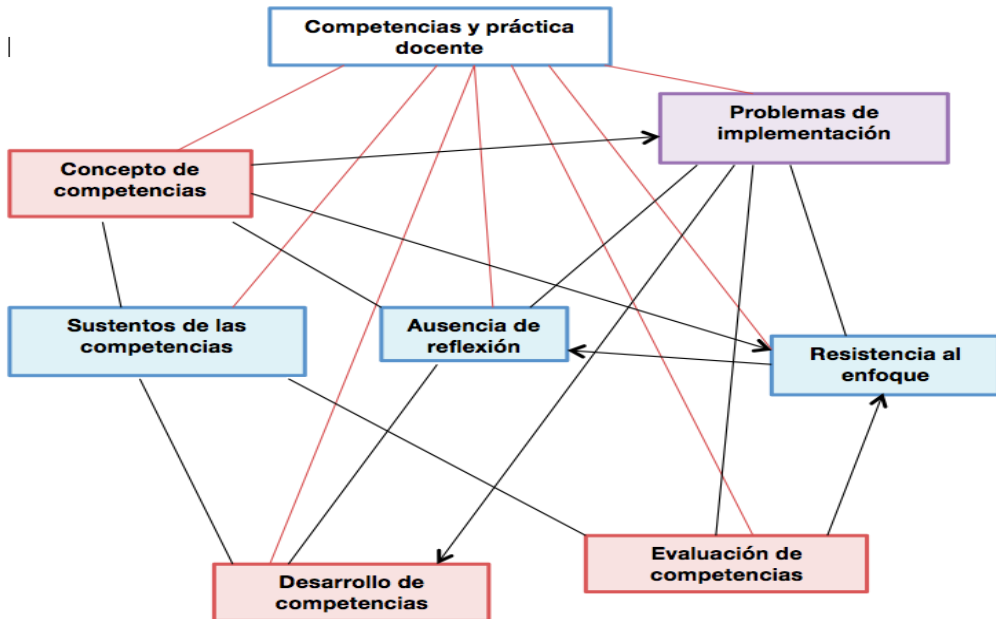 Competencias y práctica
docente
Problemas de
implementación
Concepto de
competencias
Sustentos de las
competencias
Ausencia de
reflexión
Resistencia al
enfoque
Evaluación de
competencias
Desarrollo de
competencias